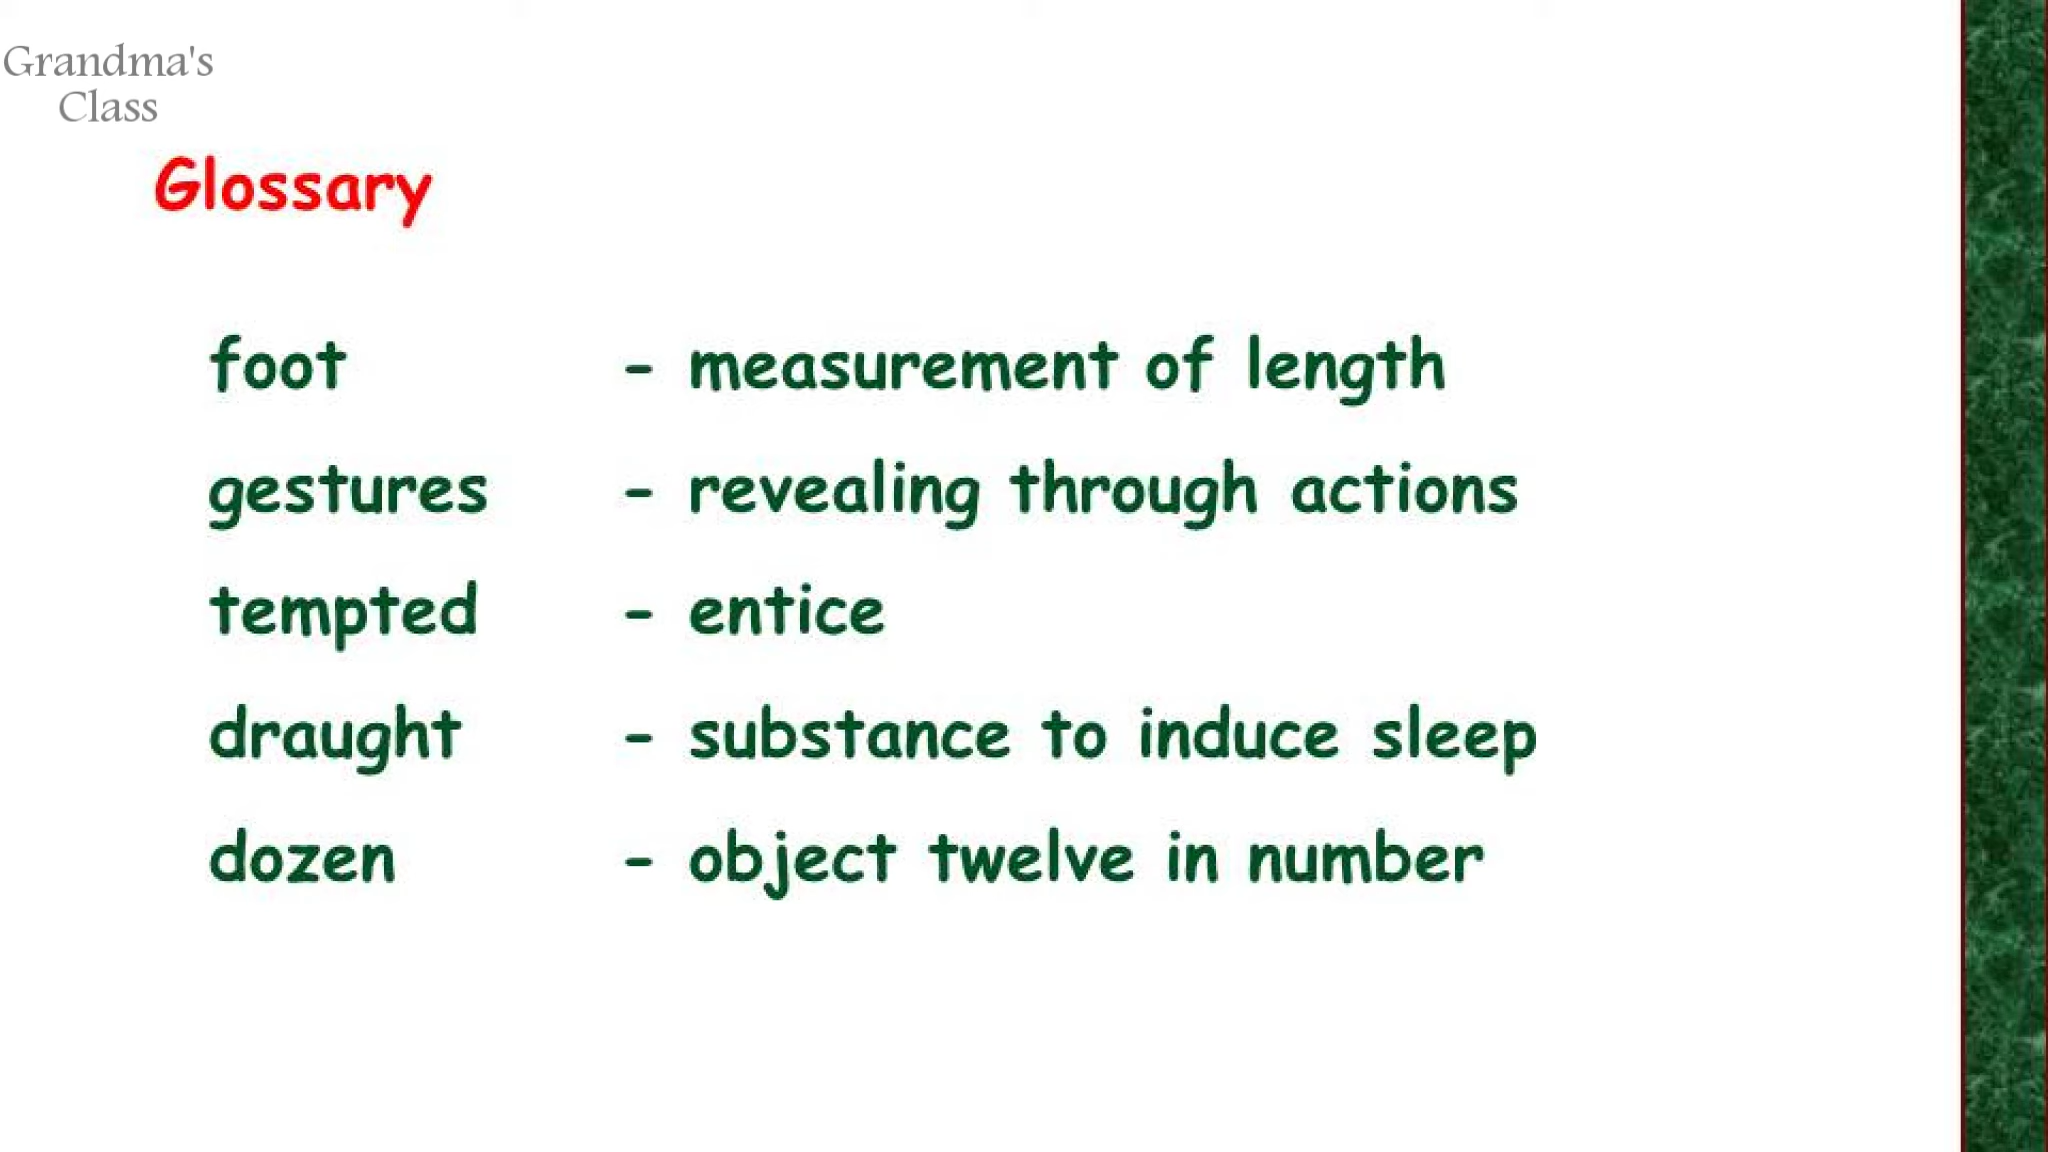 Grandma's
Class
Glossary
foot - measurement of length
gestures - revealing through actions
tempted - entice
draught - substance to induce sleep
dozen - object twelve in number